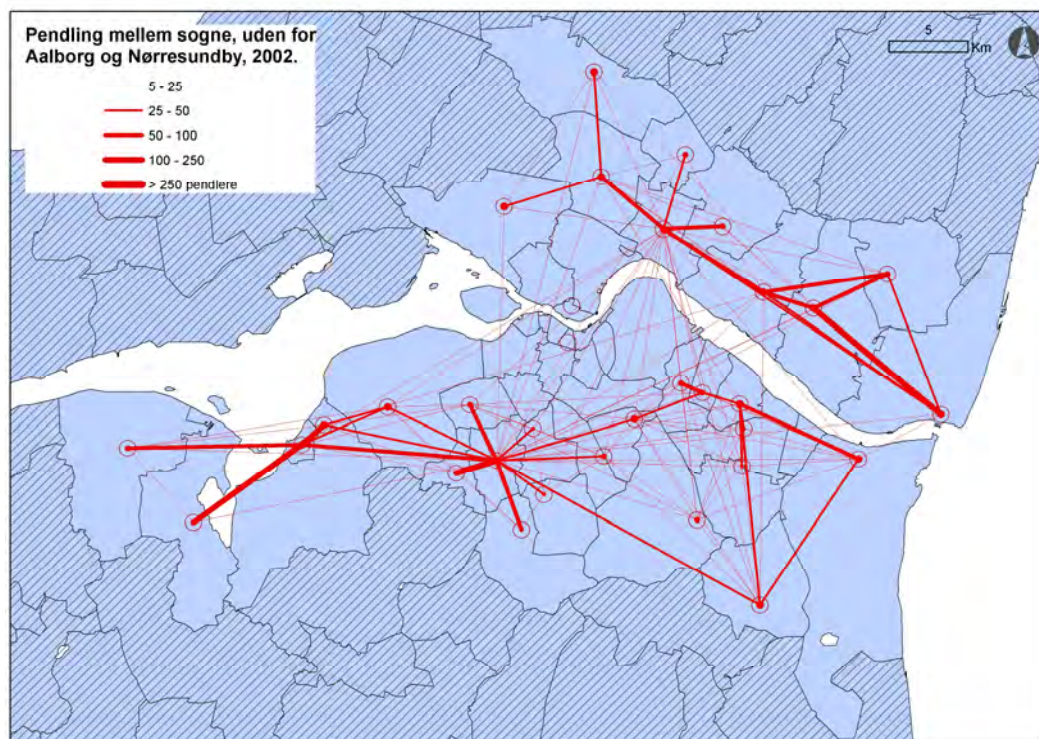 Pendling mellem sogne, uden for
Aalborg og Nørresundby, 2002.
5 - 25
25 - 50
50 - 100
100 - 250
> 250 pendlere
5
Km